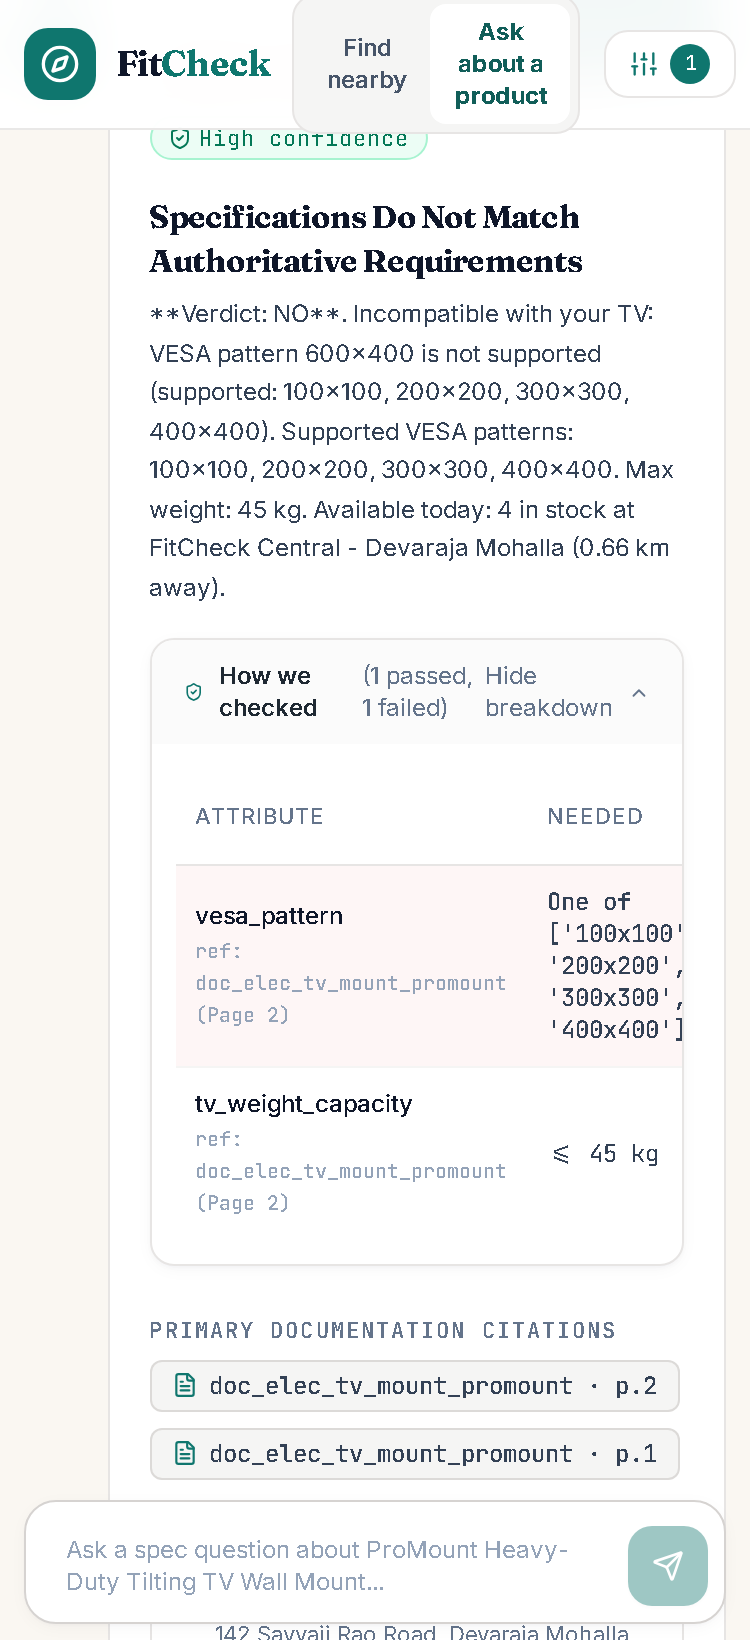 FitCheck
Find
nearby
Ask
about a
product
1
High confidence
Specifications Do Not Match
Authoritative Requirements
**Verdict: NO**. Incompatible with your TV:
VESA pattern 600×400 is not supported
(supported: 100×100, 200×200, 300×300,
400×400). Supported VESA patterns:
100×100, 200×200, 300×300, 400×400. Max
weight: 45 kg. Available today: 4 in stock at
FitCheck Central - Devaraja Mohalla (0.66 km
away).
How we
checked
(1 passed,
1 failed)
Hide
breakdown
ATTRIBUTE NEEDED
vesa_pattern
ref:
doc_elec_tv_mount_promount
(Page 2)
One of
['100x100'
'200x200',
'300x300',
'400x400']
tv_weight_capacity
ref:
doc_elec_tv_mount_promount
(Page 2)
⩽ 45 kg
PRIMARY DOCUMENTATION CITATIONS
doc_elec_tv_mount_promount · p.2
doc_elec_tv_mount_promount · p.1
Ask a spec question about ProMount Heavy-
Duty Tilting TV Wall Mount...
142 Sayyaji Rao Road, Devaraja Mohalla